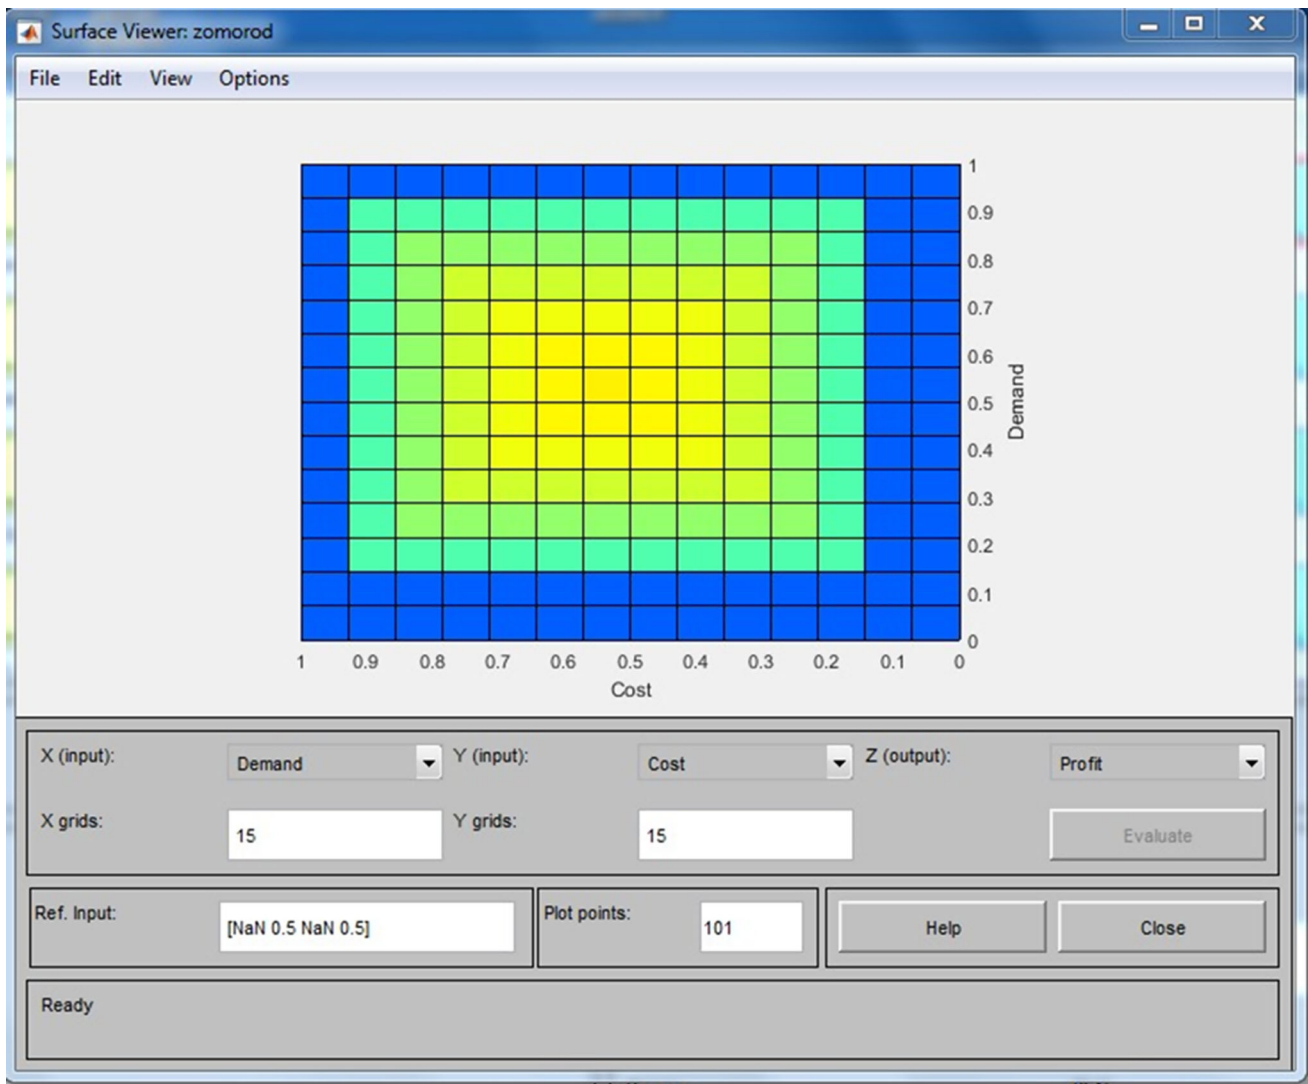 Surface Viewer: zomorod
File Edit View Options
1
0.9
0.8
0.7
0.6
0.5
0.4
0.3
0.2
0.1
0
Demand
1 0.9 0.8 0.7 0.6 0.5 0.4 0.3 0.2 0.1 0
Cost
X (input): Demand Y (input): Cost Z (output): Profit
X grids: 15 Y grids: 15 Evaluate
Ref. Input: [NaN 0.5 NaN 0.5] Plot points: 101 Help Close
Ready